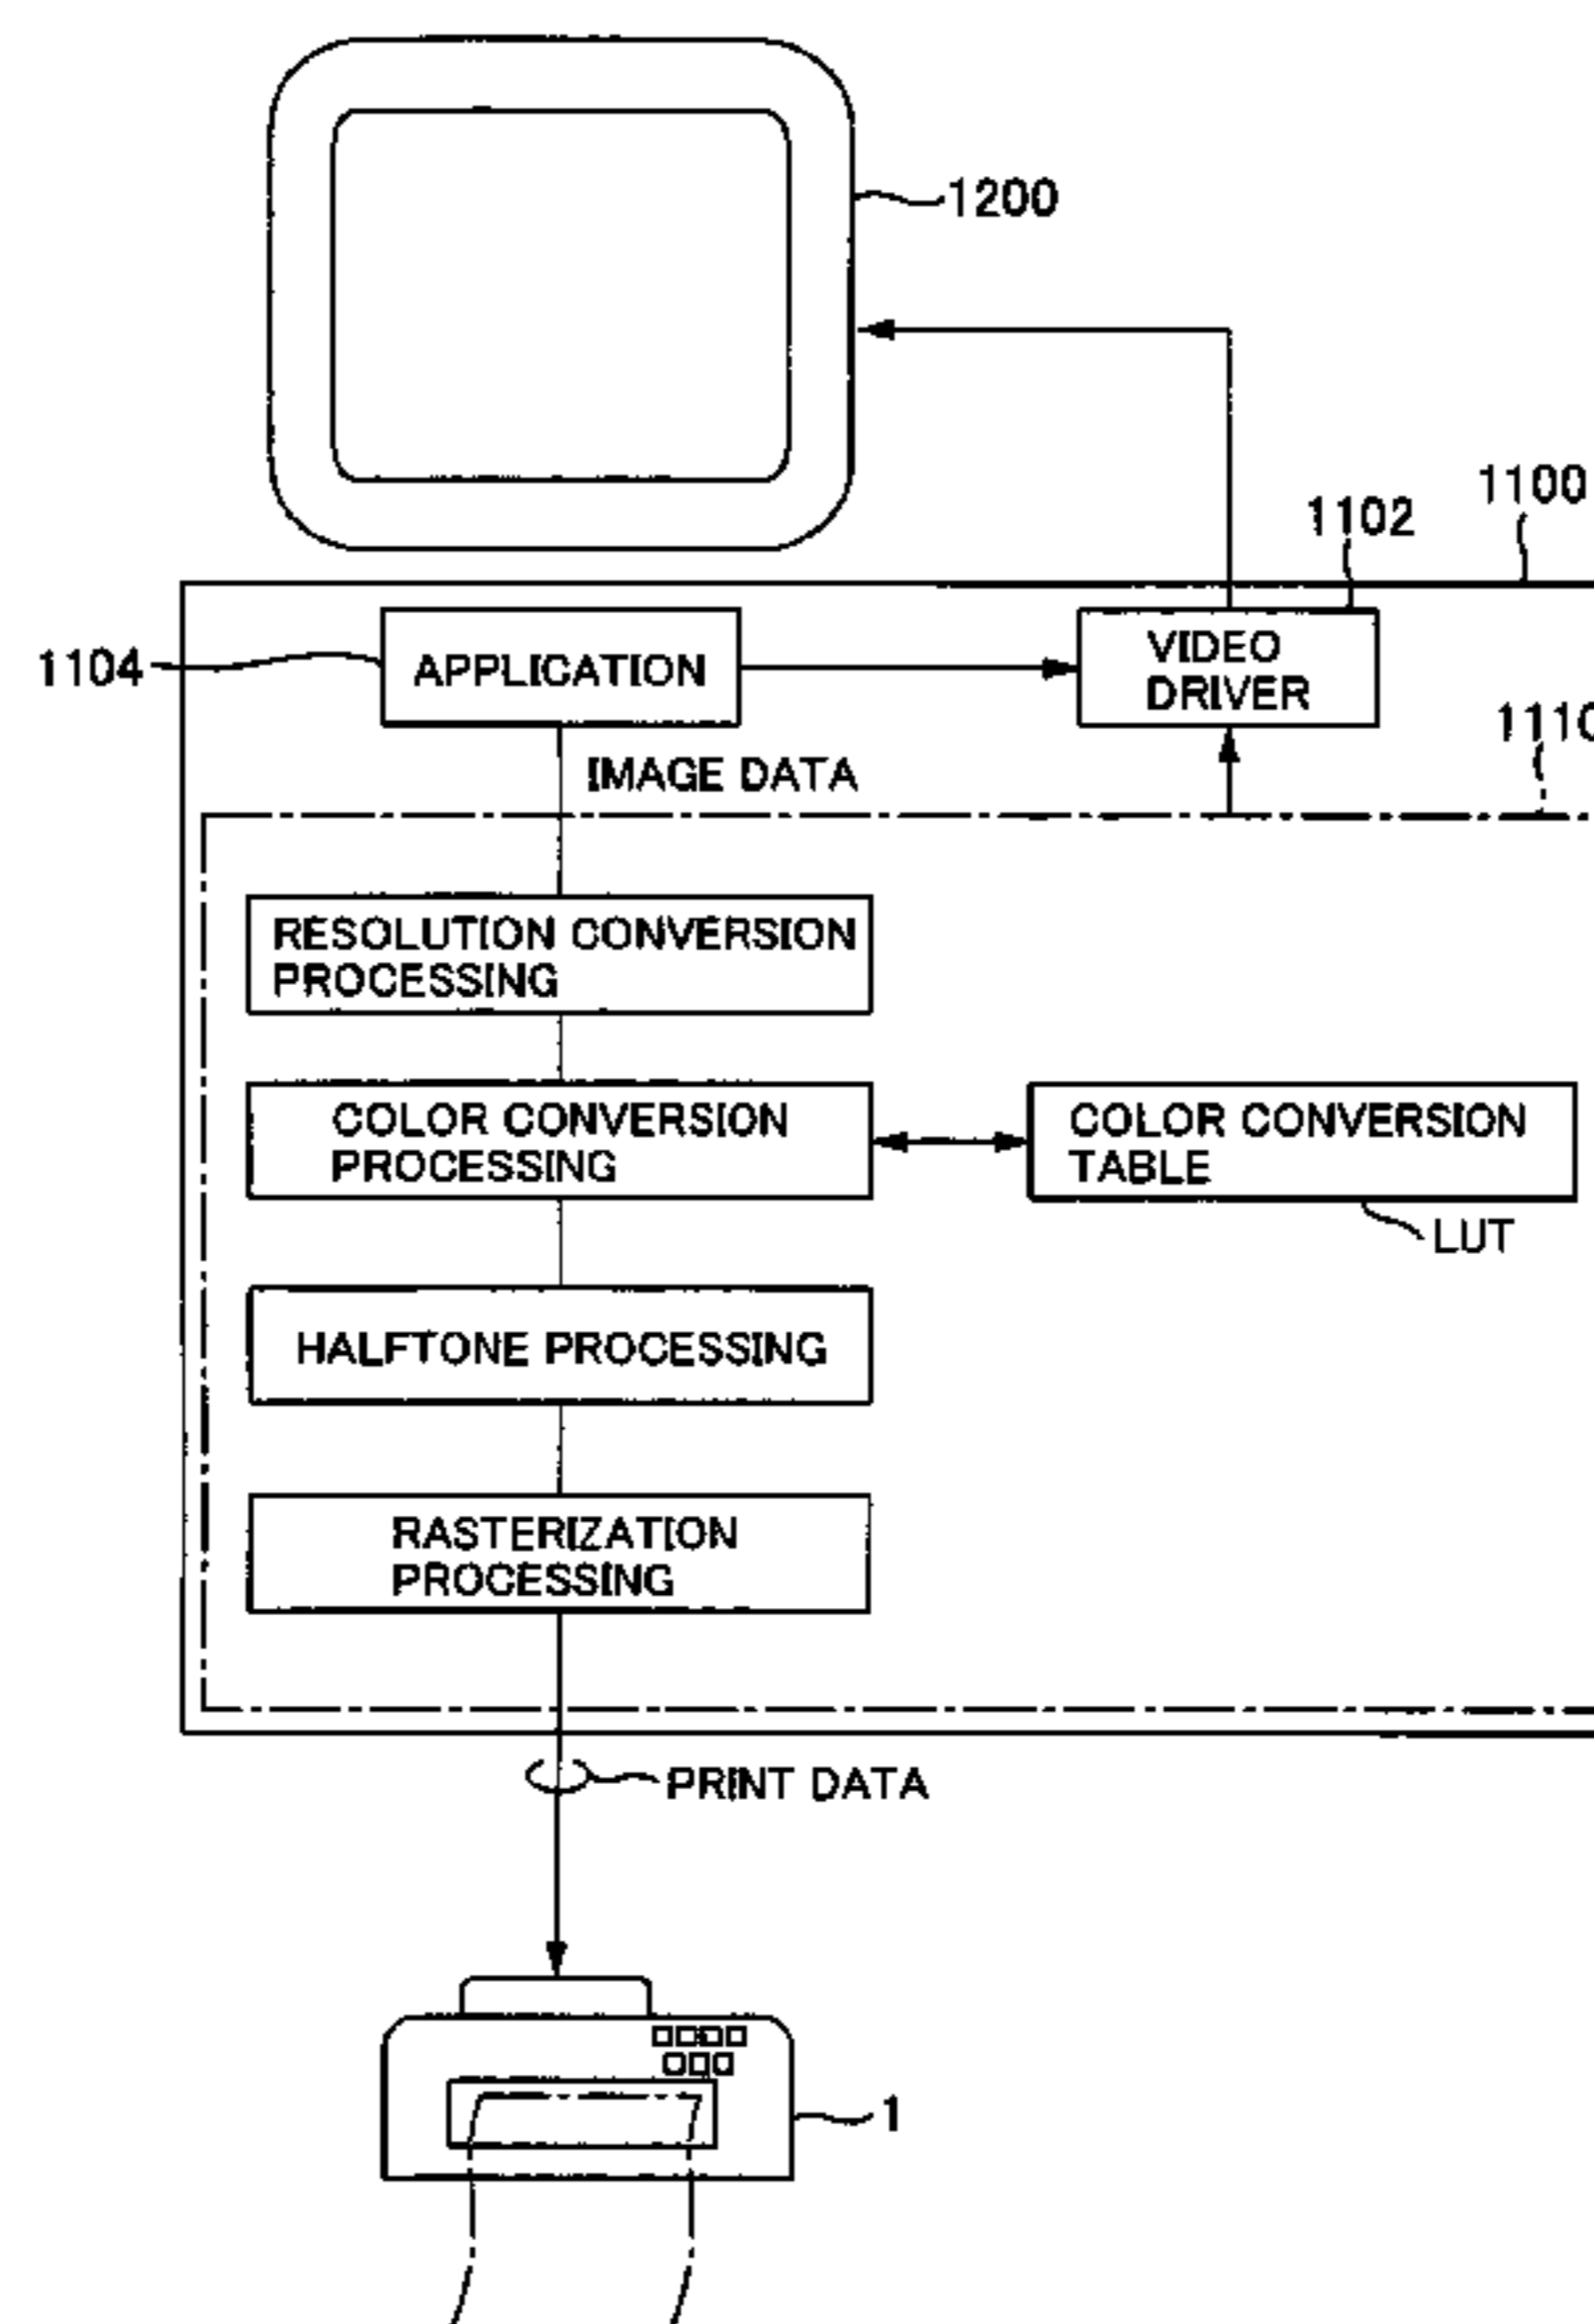 1200
1100
1102
1104
APPLICATION
VIDEO
DRIVER
IMAGE DATA
RESOLUTION CONVERSION
PROCESSING
COLOR CONVERSION
PROCESSING
COLOR CONVERSION
TABLE
LUT
HALFTONE PROCESSING
RASTERIZATION
PROCESSING
PRINT DATA
1